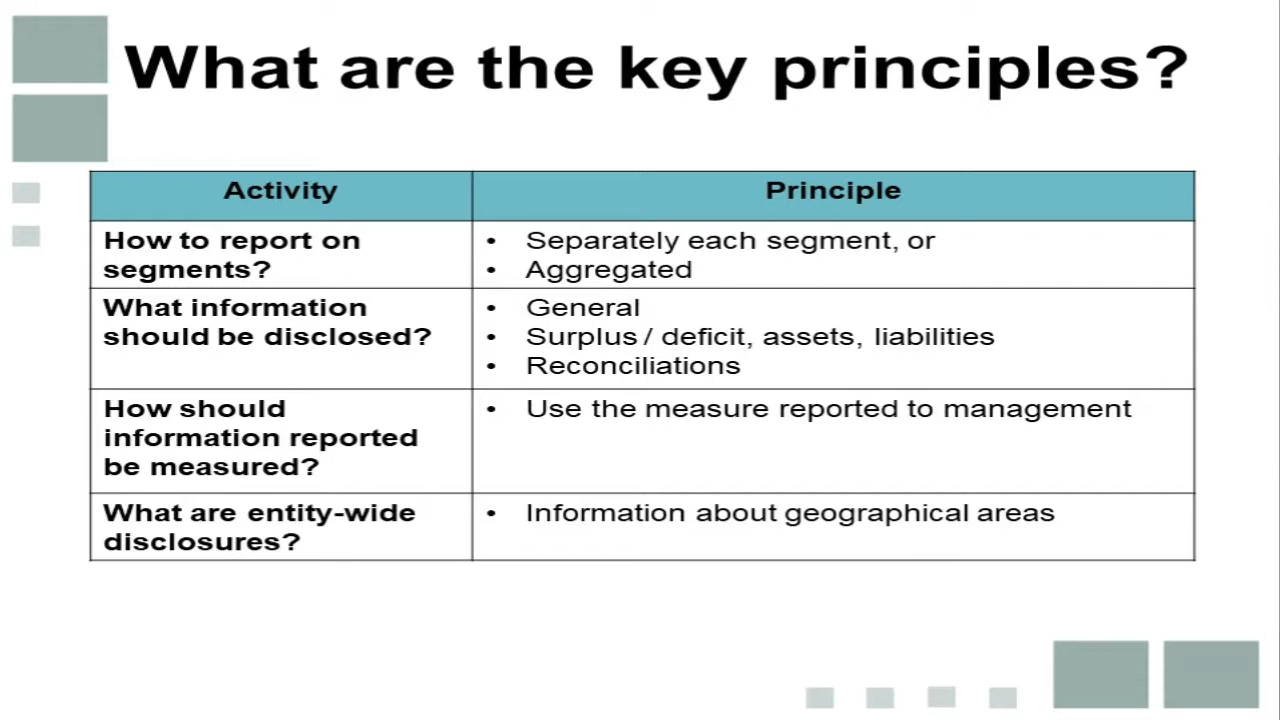 What are the key principles?
Activity
Principle
How to report on
segments?
• Separately each segment, or
• Aggregated
What information
should be disclosed?
• General
• Surplus / deficit, assets, liabilities
• Reconciliations
How should
information reported
be measured?
• Use the measure reported to management
What are entity-wide
disclosures?
• Information about geographical areas